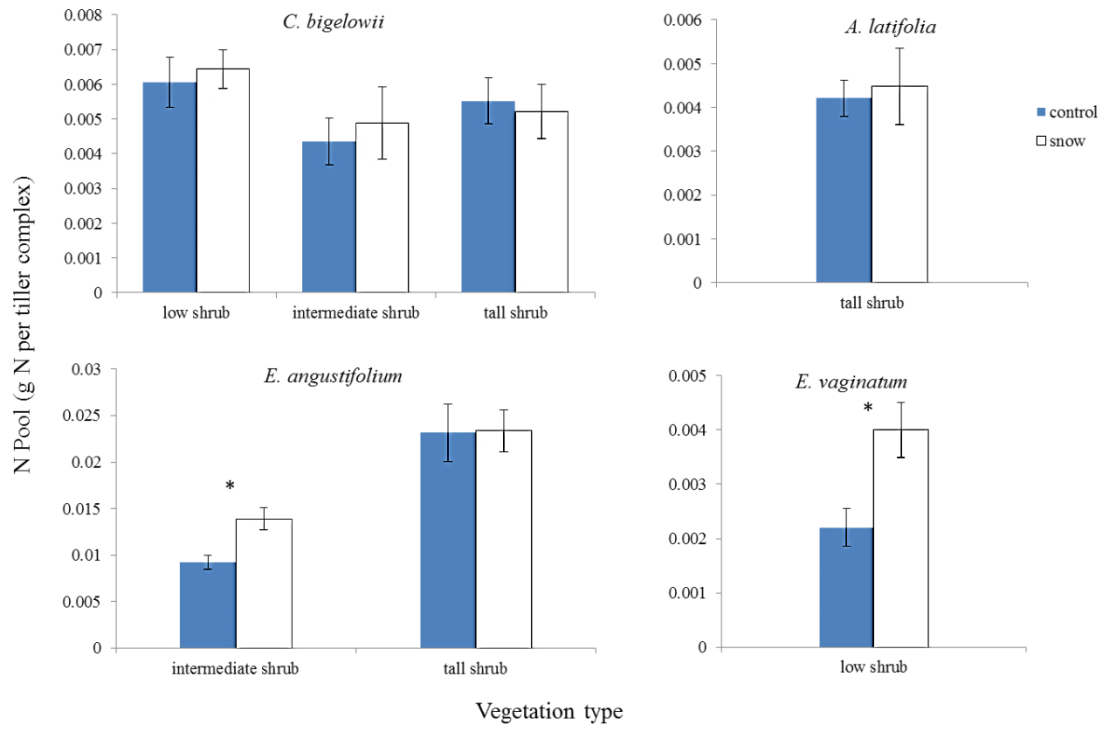 N Pool (g N per tiller complex)
C. bigelowii
0.008
0.007
0.006
0.005
0.004
0.003
0.002
0.001
0
low shrub intermediate shrub tall shrub
A. latifolia
0.006
0.005
0.004
0.003
0.002
0.001
0
tall shrub
control
snow
E. angustifolium
0.03
0.025
0.02
0.015
0.01
0.005
0
*
intermediate shrub tall shrub
E. vaginatum
0.005
0.004
0.003
0.002
0.001
0
*
low shrub
Vegetation type